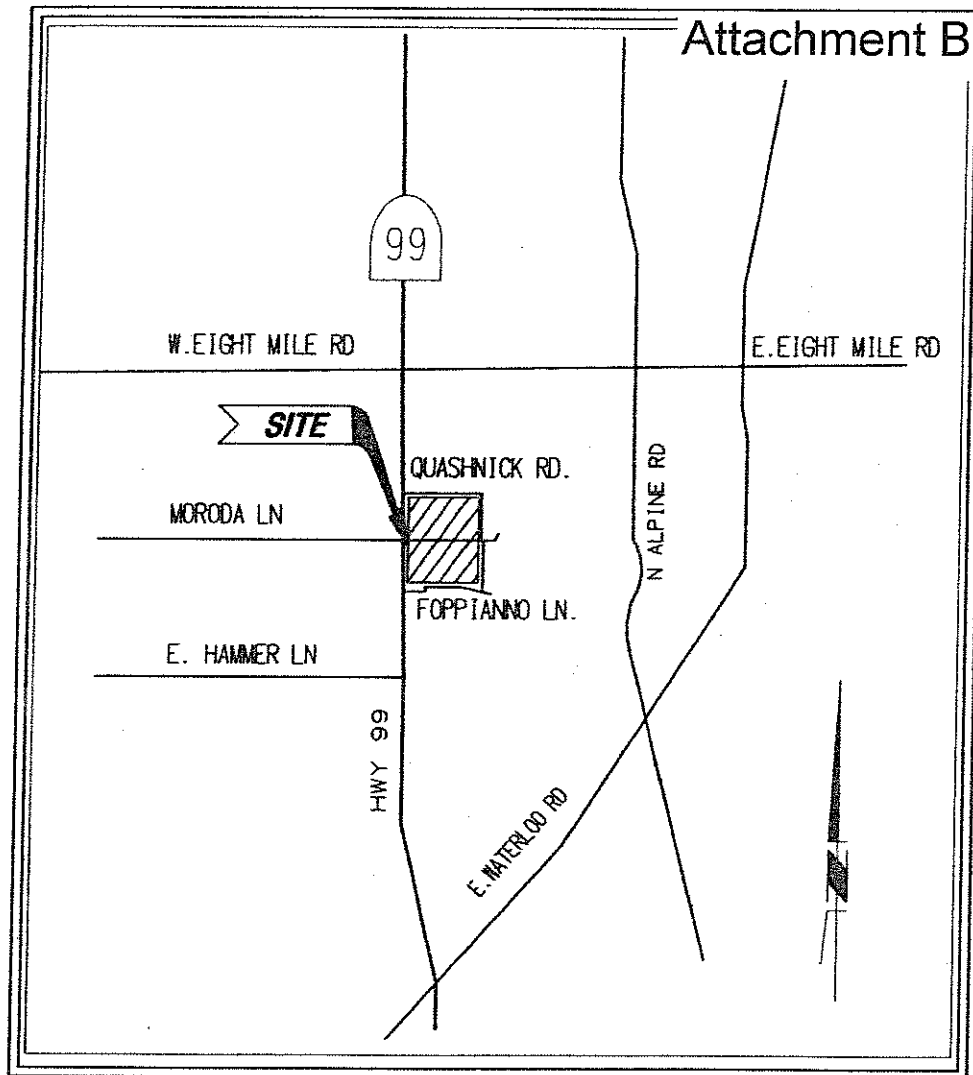 Attachment B
99
W.EIGHT MILE RD
E.EIGHT MILE RD
SITE
QUASHNICK RD.
MORODA LN
N ALPINE RD
FOPPIANNO LN.
E. HAMMER LN
HWY 99
E.WATERLOO RD
N